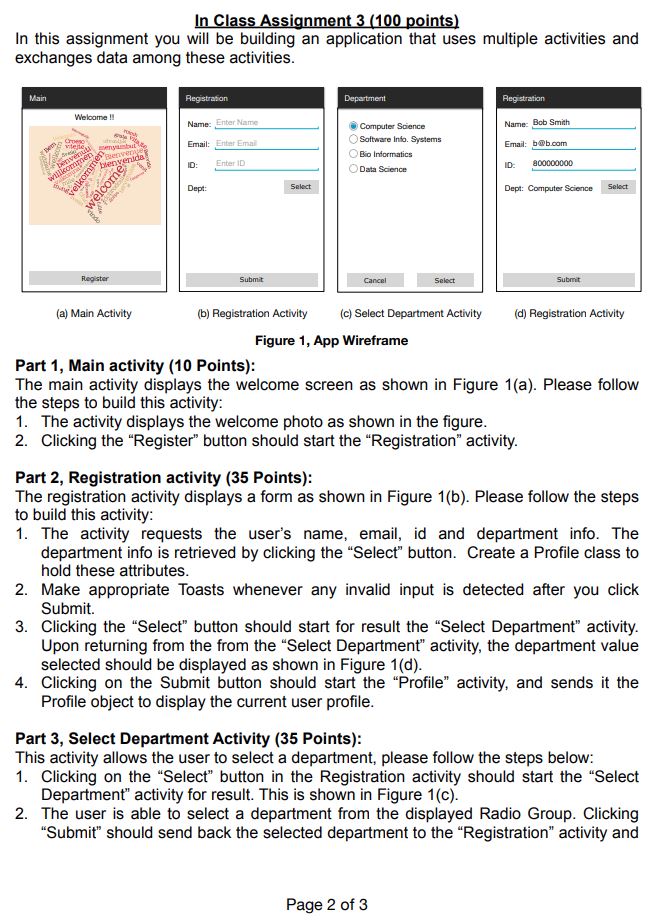 In Class Assignment 3 (100 points)
In this assignment you will be building an application that uses multiple activities and
exchanges data among these activities.
Main
Welcome !!
welcome
willkommen
velkommen
benvenuti
bienvenida
Register
Registration
Name: Enter Name
Email: Enter Email
ID: Enter ID
Dept: Select
Submit
Department
Computer Science
Software Info. Systems
Bio Informatics
Data Science
Cancel Select
Registration
Name: Bob Smith
Email: b@b.com
ID: 800000000
Dept: Computer Science Select
Submit
(a) Main Activity (b) Registration Activity (c) Select Department Activity (d) Registration Activity
Figure 1, App Wireframe
Part 1, Main activity (10 Points):
The main activity displays the welcome screen as shown in Figure 1(a). Please follow
the steps to build this activity:
1. The activity displays the welcome photo as shown in the figure.
2. Clicking the “Register” button should start the “Registration” activity.
Part 2, Registration activity (35 Points):
The registration activity displays a form as shown in Figure 1(b). Please follow the steps
to build this activity:
1. The activity requests the user’s name, email, id and department info. The
department info is retrieved by clicking the “Select” button. Create a Profile class to
hold these attributes.
2. Make appropriate Toasts whenever any invalid input is detected after you click
Submit.
3. Clicking the “Select” button should start for result the “Select Department” activity.
Upon returning from the from the “Select Department” activity, the department value
selected should be displayed as shown in Figure 1(d).
4. Clicking on the Submit button should start the “Profile” activity, and sends it the
Profile object to display the current user profile.
Part 3, Select Department Activity (35 Points):
This activity allows the user to select a department, please follow the steps below:
1. Clicking on the “Select” button in the Registration activity should start the “Select
Department” activity for result. This is shown in Figure 1(c).
2. The user is able to select a department from the displayed Radio Group. Clicking
“Submit” should send back the selected department to the “Registration” activity and
Page 2 of 3